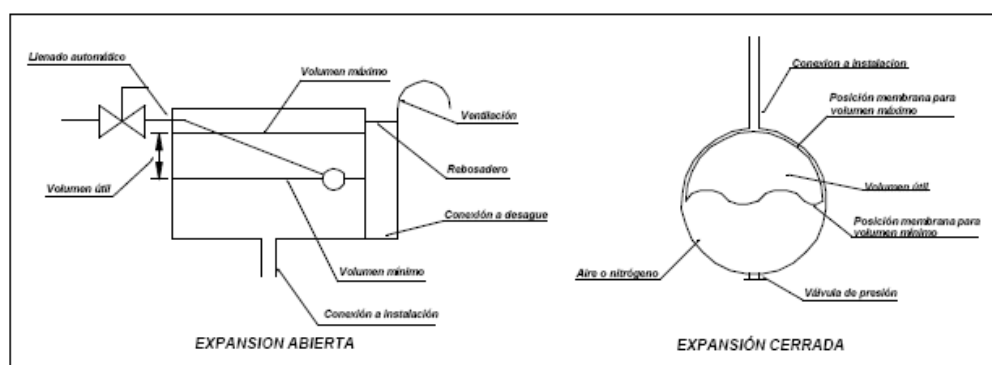 Llenado automático
Volumen máximo
Ventilación
Volumen útil
Rebosadero
Conexión a desague
Volumen mínimo
Conexión a instalación
EXPANSION ABIERTA
Conexion a instalacion
Posición membrana para
volumen máximo
Volumen útil
Posición membrana para
volumen mínimo
Aire o nitrógeno
Válvula de presión
EXPANSIÓN CERRADA